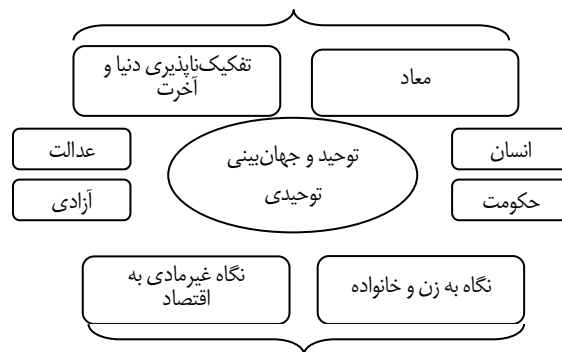 معاد
تفکیک‌ناپذیری دنیا و
آخرت
توحید و جهان‌بینی
توحیدی
انسان
عدالت
حکومت
آزادی
نگاه به زن و خانواده
نگاه غیرمادی به
اقتصاد